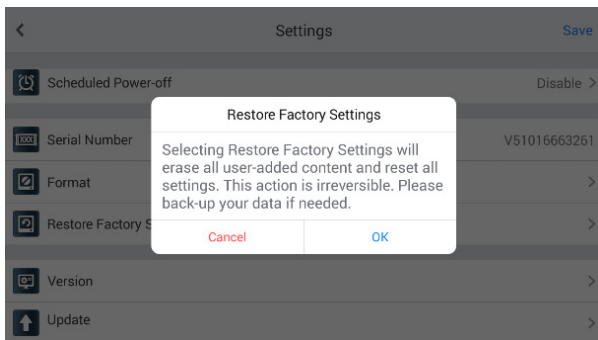 Settings
Save
Scheduled Power-off
Disable
Restore Factory Settings
Selecting Restore Factory Settings will
erase all user-added content and reset all
settings. This action is irreversible. Please
back-up your data if needed.
Cancel
OK
Serial Number
V51016663261
Format
Restore Factory S
Version
Update